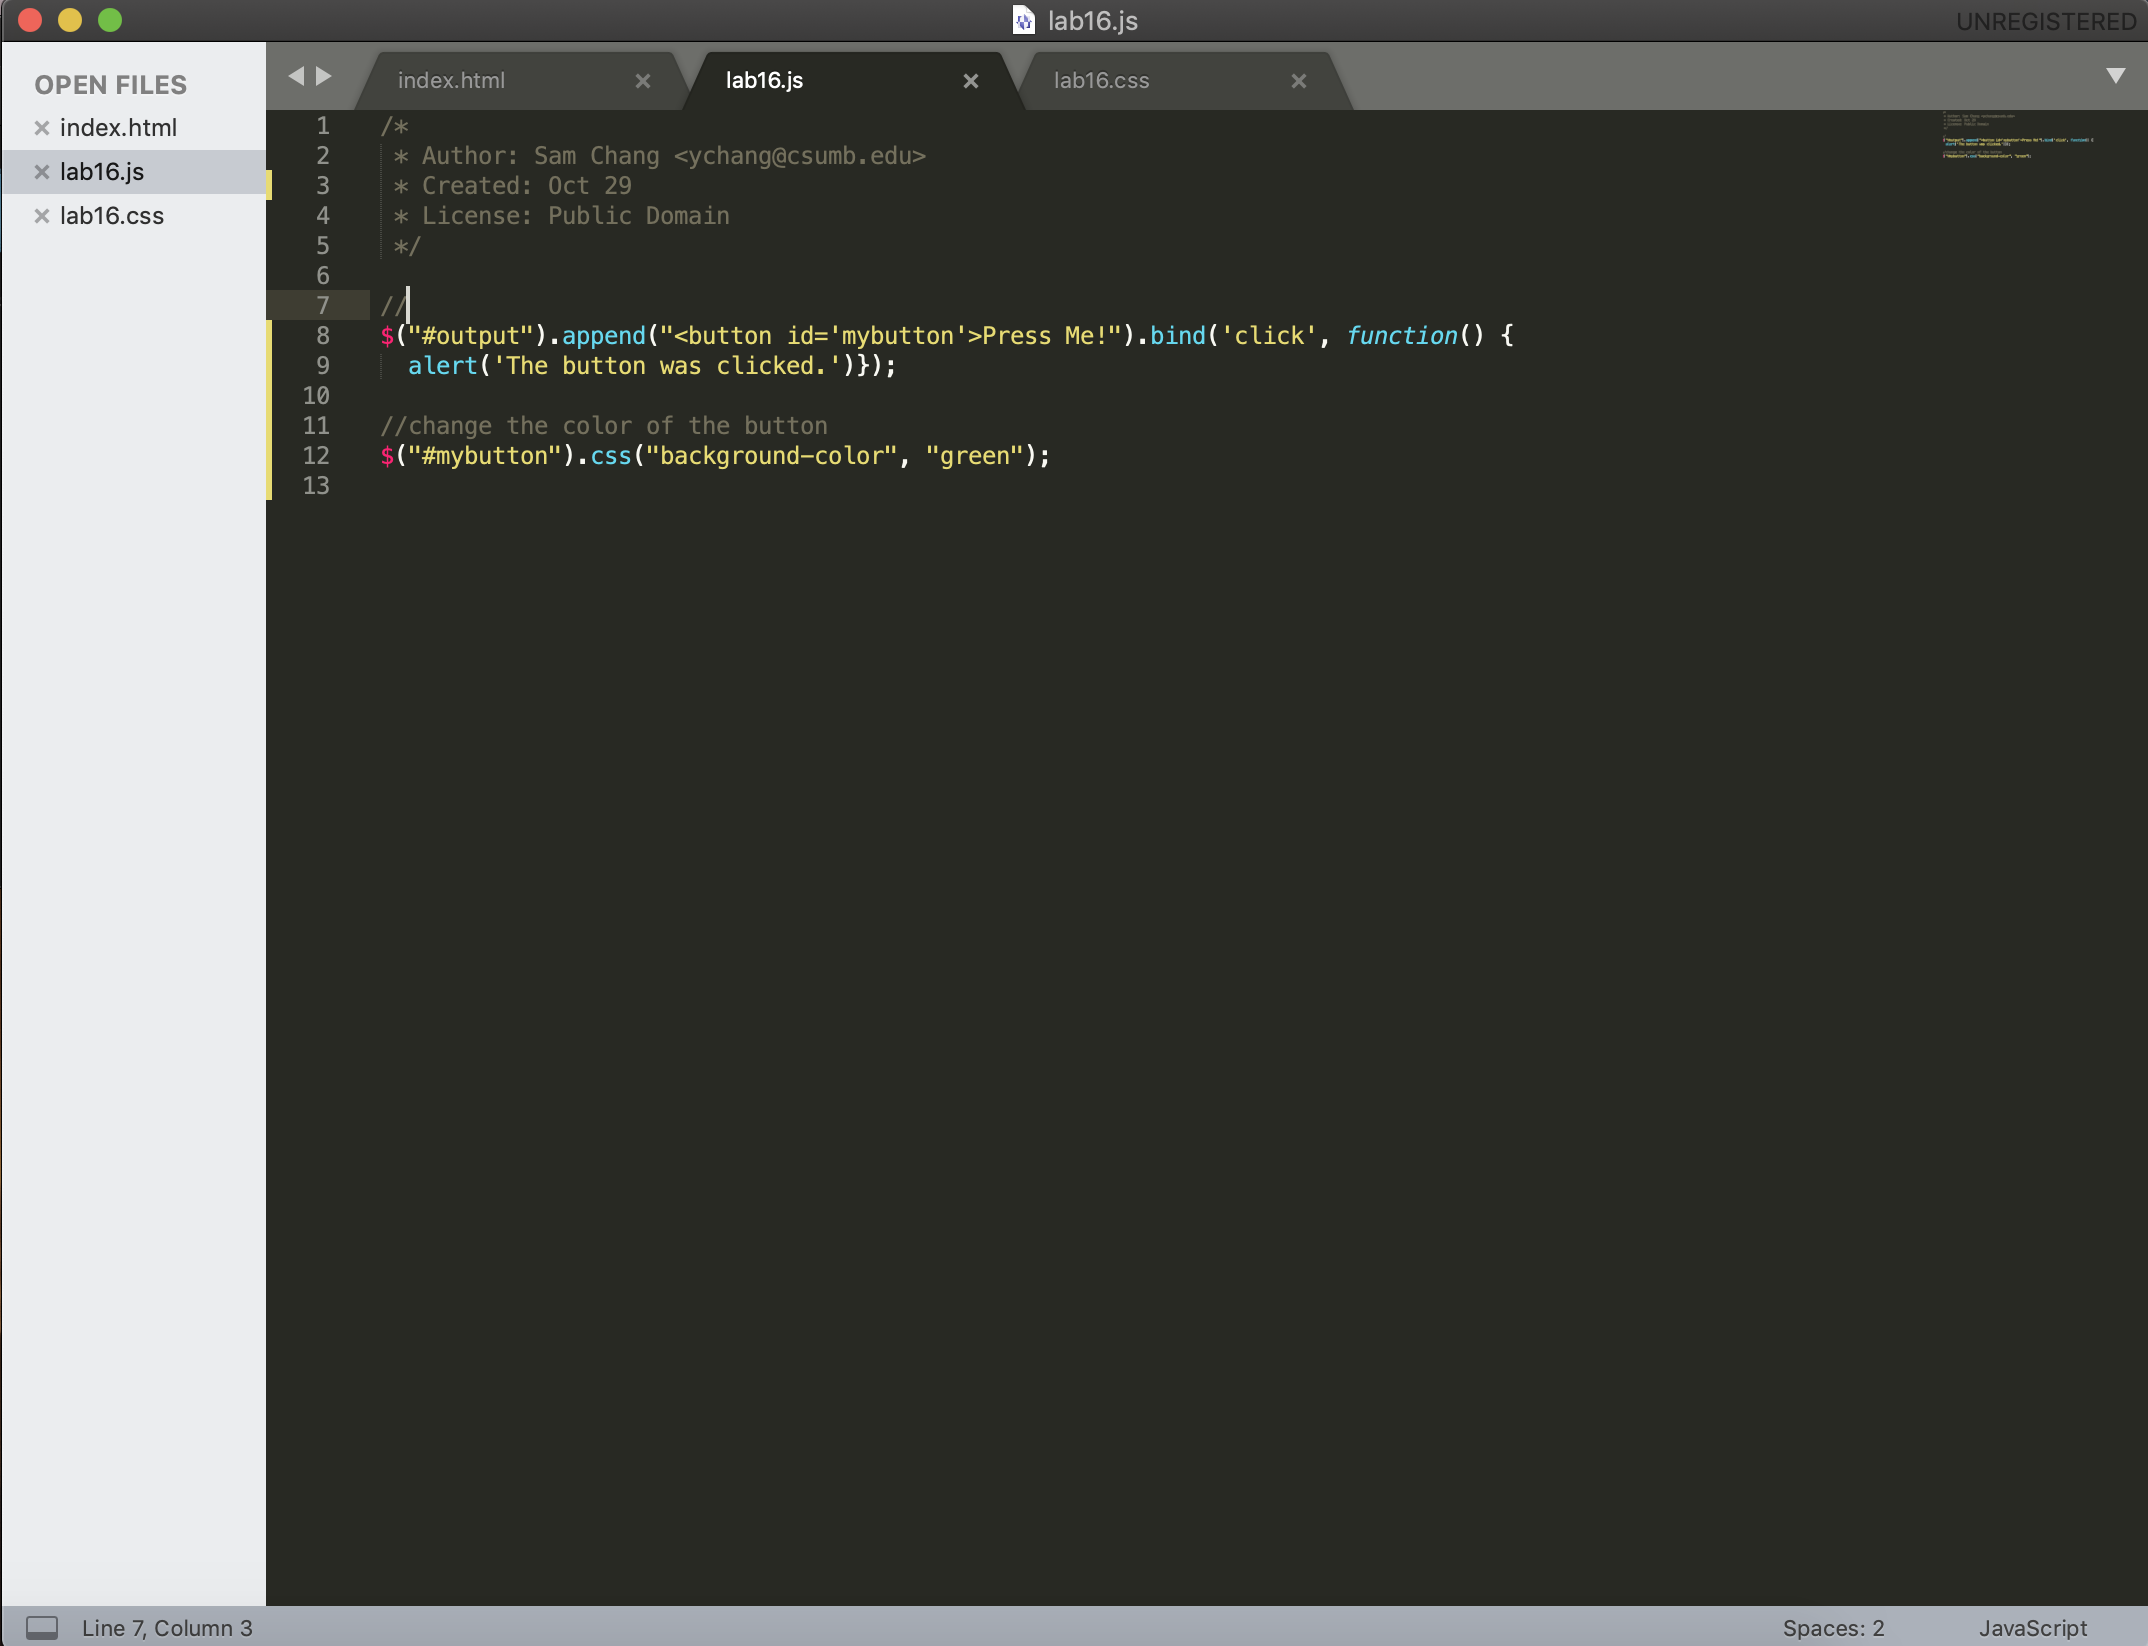 lab16.js
UNREGISTERED
OPEN FILES
index.html
lab16.js
lab16.css
index.html
lab16.js
lab16.css
1 /*
2 * Author: Sam Chang <ychang@csumb.edu>
3 * Created: Oct 29
4 * License: Public Domain
5 */
6
7 //
8 $("#output").append("<button id='mybutton'>Press Me!").bind('click', function() {
9 alert('The button was clicked.')});
10
11 //change the color of the button
12 $("#mybutton").css("background-color", "green");
13
Line 7, Column 3
Spaces: 2
JavaScript